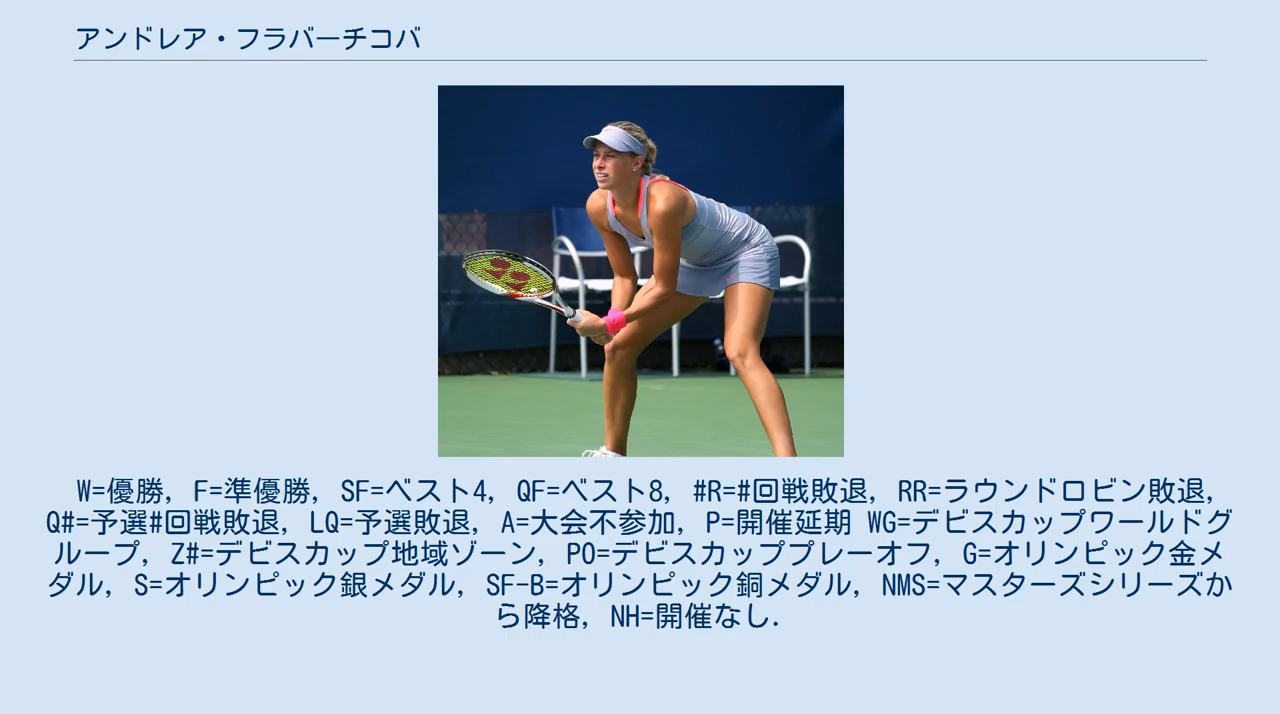 アンドレア・フラバーチコバ
W=優勝, F=準優勝, SF=ベスト4, QF=ベスト8, #R=#回戦敗退, RR=ラウンドロビン敗退,
Q#=予選#回戦敗退, LQ=予選敗退, A=大会不参加, P=開催延期 WG=デビスカップワールドグ
ループ, Z#=デビスカップ地域ゾーン, PO=デビスカッププレーオフ, G=オリンピック金メ
ダル, S=オリンピック銀メダル, SF-B=オリンピック銅メダル, NMS=マスターズシリーズか
ら降格, NH=開催なし.